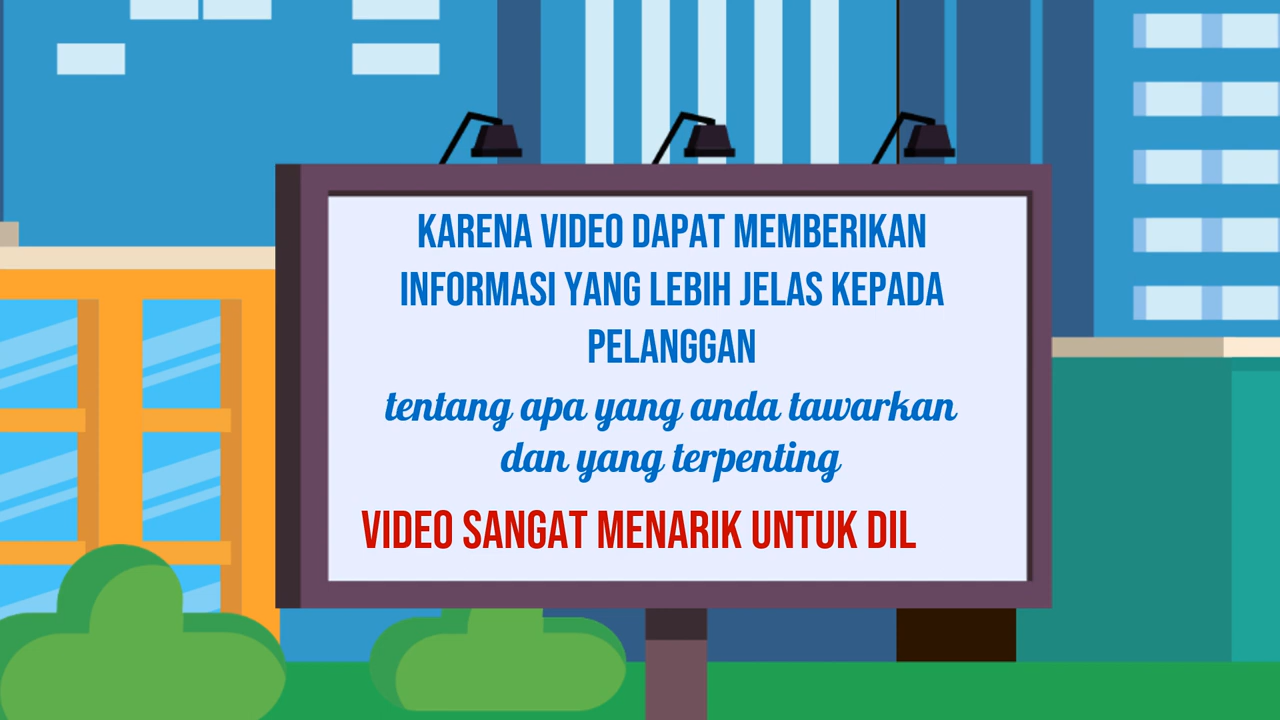 KARENA VIDEO DAPAT MEMBERIKAN
INFORMASI YANG LEBIH JELAS KEPADA
PELANGGAN
tentang apa yang anda tawarkan
dan yang terpenting
VIDEO SANGAT MENARIK UNTUK DIL